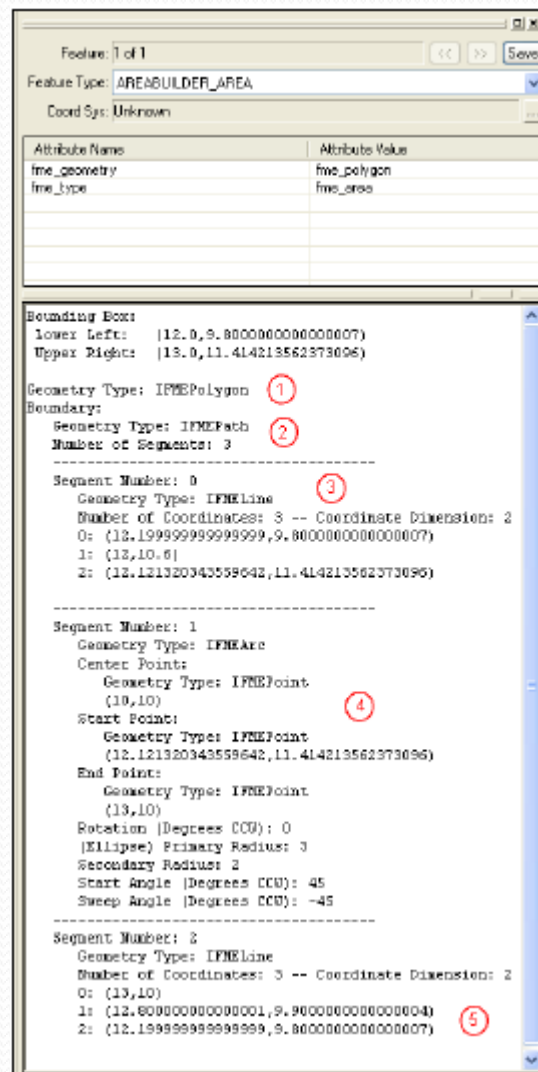 Feature: 1 of 1 << >> Save
Feature Type: AREABUILDER_AREA
Coord Sys: Unknown ...
Attribute Name Attribute Value
fme_geometry fme_polygon
fme_type fme_area
Bounding Box:
Lower Left: (12.0,9.8000000000000007)
Upper Right: (13.0,11.414213562373096)
Geometry Type: IFMEPolygon 1
Boundary:
Geometry Type: IFMEPath 2
Number of Segments: 3
----------------------------------------
Segment Number: 0 3
Geometry Type: IFMELine
Number of Coordinates: 3 -- Coordinate Dimension: 2
0: (12.199999999999999,9.8000000000000007)
1: (12,10.6)
2: (12.121320343559642,11.414213562373096)
----------------------------------------
Segment Number: 1
Geometry Type: IFMEArc
Center Point:
Geometry Type: IFMEPoint
(10,10) 4
Start Point:
Geometry Type: IFMEPoint
(12.121320343559642,11.414213562373096)
End Point:
Geometry Type: IFMEPoint
(13,10)
Rotation (Degrees CCW): 0
(Ellipse) Primary Radius: 3
Secondary Radius: 2
Start Angle (Degrees CCW): 45
Sweep Angle (Degrees CCW): -45
----------------------------------------
Segment Number: 2
Geometry Type: IFMELine
Number of Coordinates: 3 -- Coordinate Dimension: 2
0: (13,10)
1: (12.800000000000001,9.9000000000000004)
2: (12.199999999999999,9.8000000000000007) 5